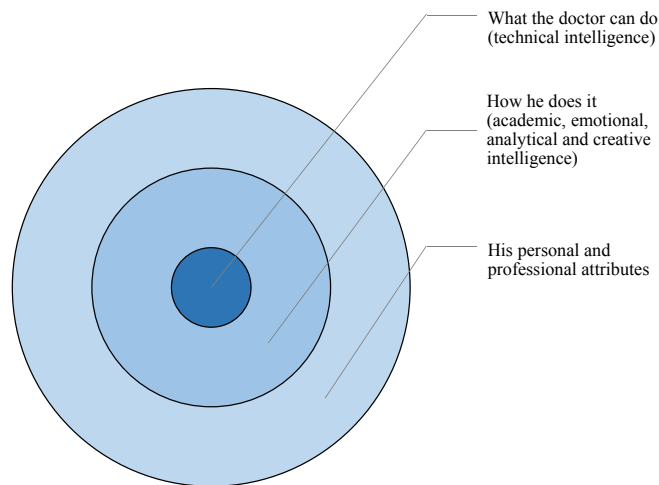 What the doctor can do
(technical intelligence)
How he does it
(academic, emotional,
analytical and creative
intelligence)
His personal and
professional attributes